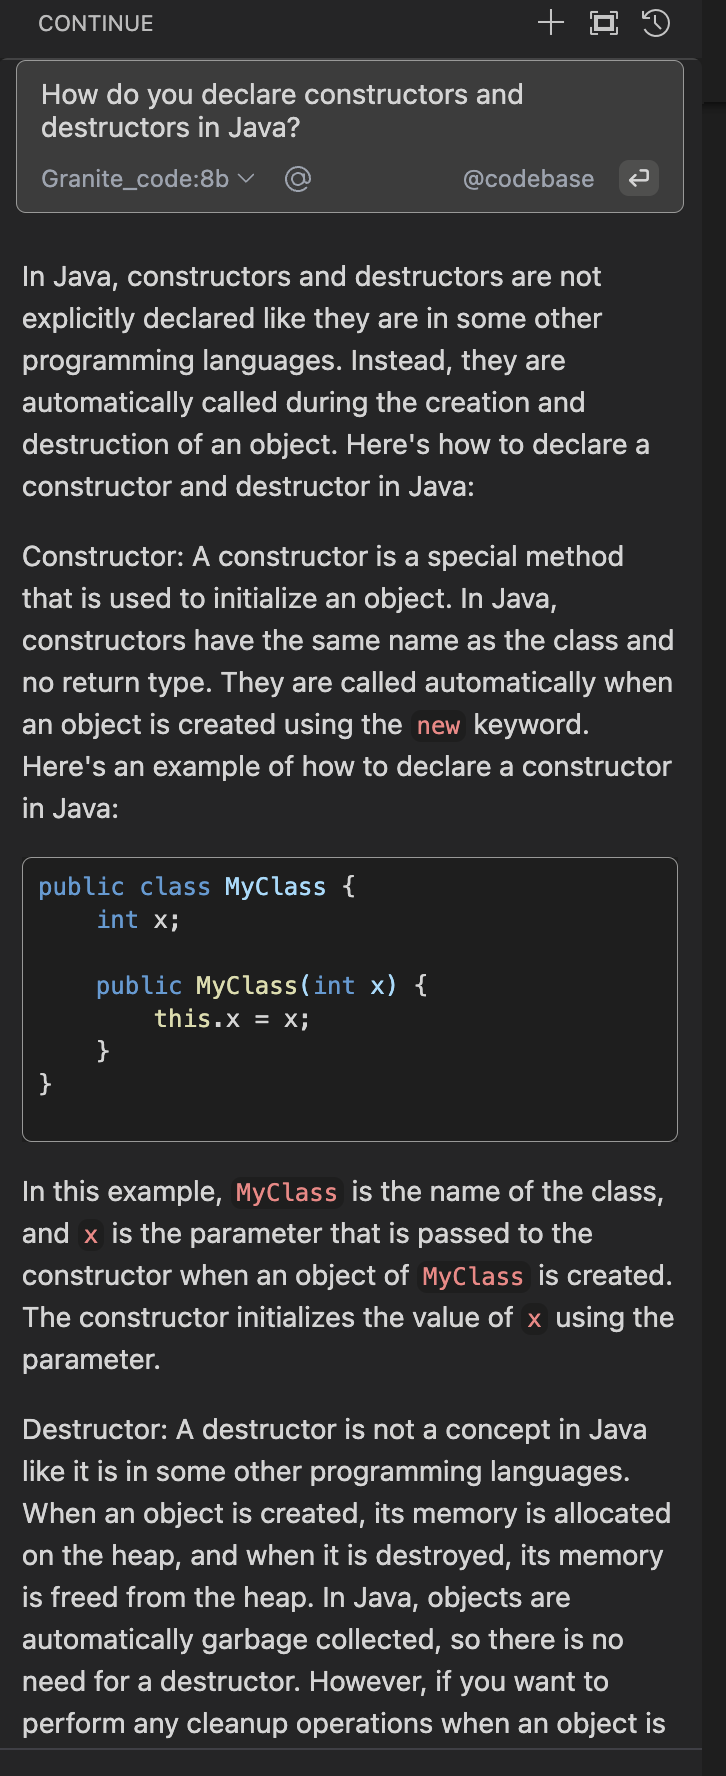 CONTINUE
How do you declare constructors and
destructors in Java?
Granite_code:8b @ @codebase
In Java, constructors and destructors are not
explicitly declared like they are in some other
programming languages. Instead, they are
automatically called during the creation and
destruction of an object. Here's how to declare a
constructor and destructor in Java:
Constructor: A constructor is a special method
that is used to initialize an object. In Java,
constructors have the same name as the class and
no return type. They are called automatically when
an object is created using the new keyword.
Here's an example of how to declare a constructor
in Java:
public class MyClass {
    int x;
    public MyClass(int x) {
        this.x = x;
    }
}
In this example, MyClass is the name of the class,
and x is the parameter that is passed to the
constructor when an object of MyClass is created.
The constructor initializes the value of x using the
parameter.
Destructor: A destructor is not a concept in Java
like it is in some other programming languages.
When an object is created, its memory is allocated
on the heap, and when it is destroyed, its memory
is freed from the heap. In Java, objects are
automatically garbage collected, so there is no
need for a destructor. However, if you want to
perform any cleanup operations when an object is